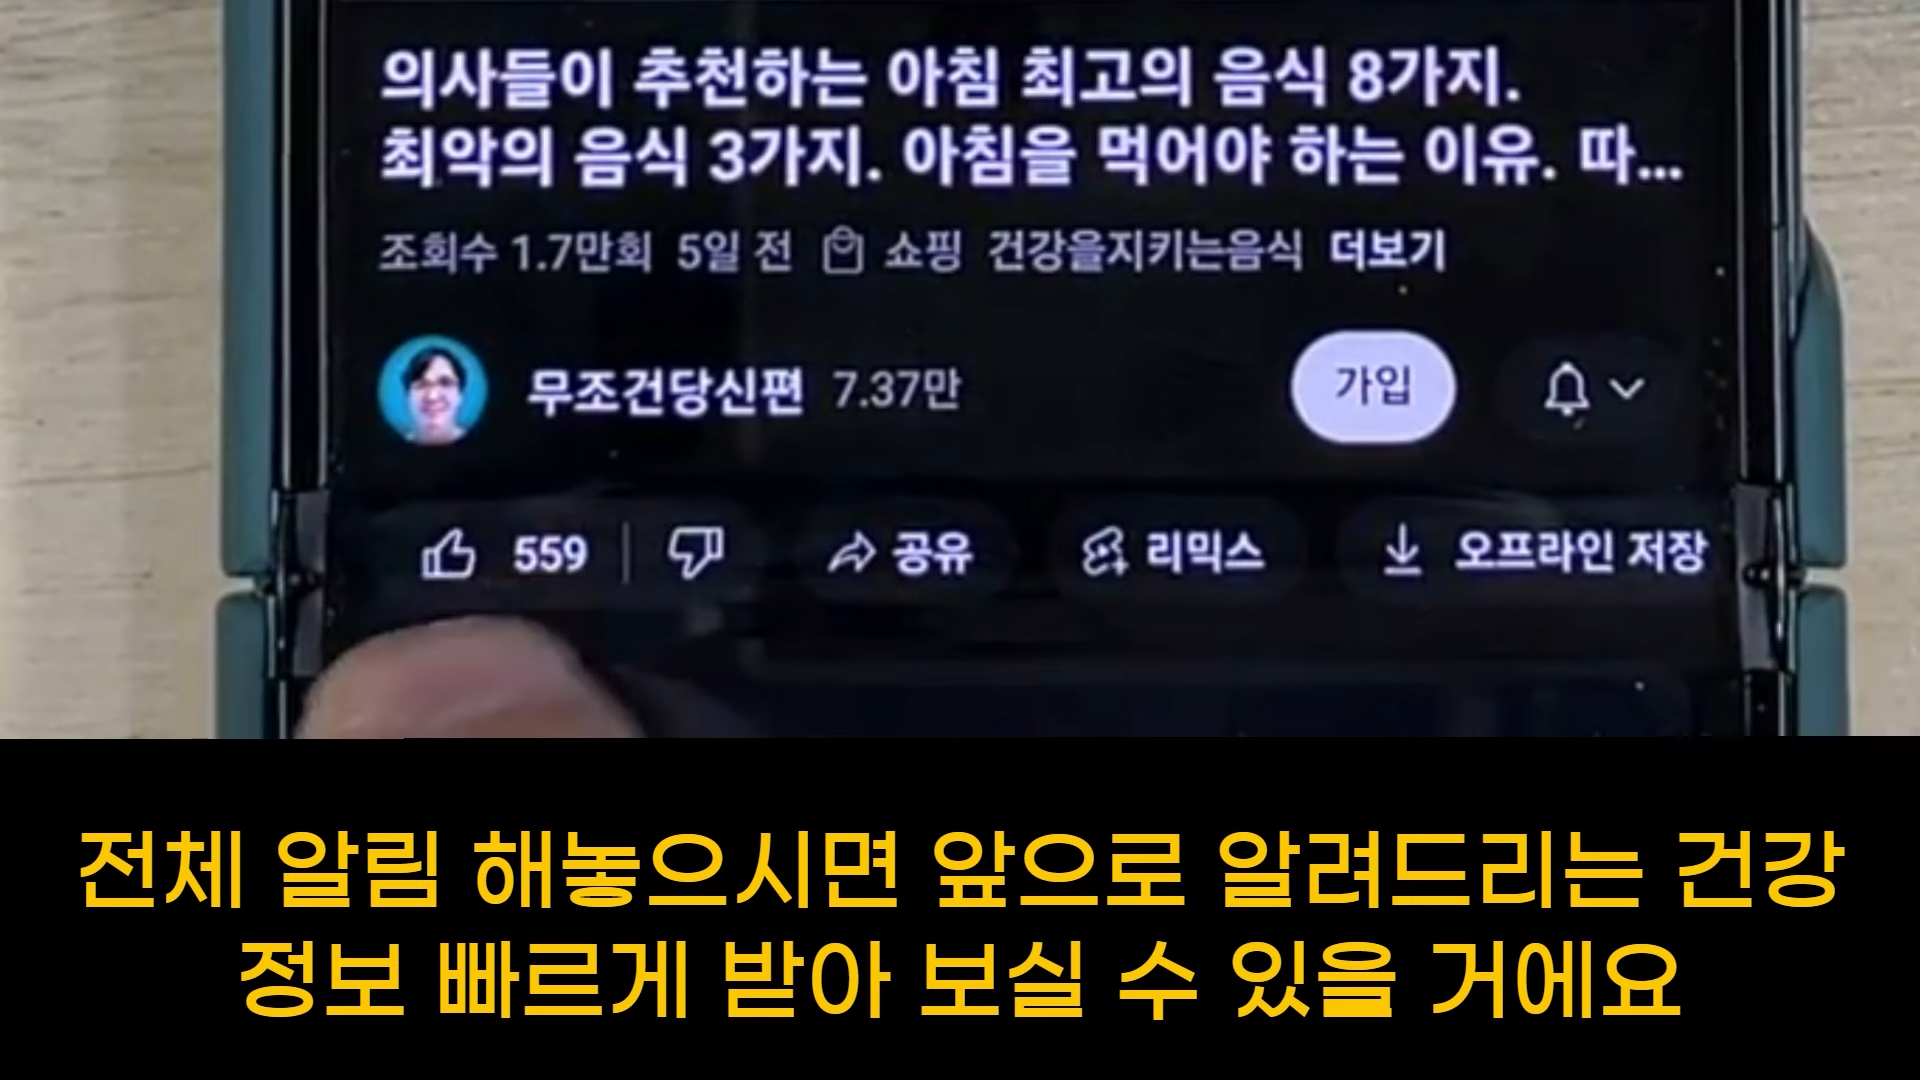 의사들이 추천하는 아침 최고의 음식 8가지.
최악의 음식 3가지. 아침을 먹어야 하는 이유. 따...
조회수 1.7만회 5일 전 쇼핑 건강을지키는음식 더보기
무조건당신편 7.37만 가입
559 공유 리믹스 오프라인 저장
전체 알림 해놓으시면 앞으로 알려드리는 건강
정보 빠르게 받아 보실 수 있을 거에요